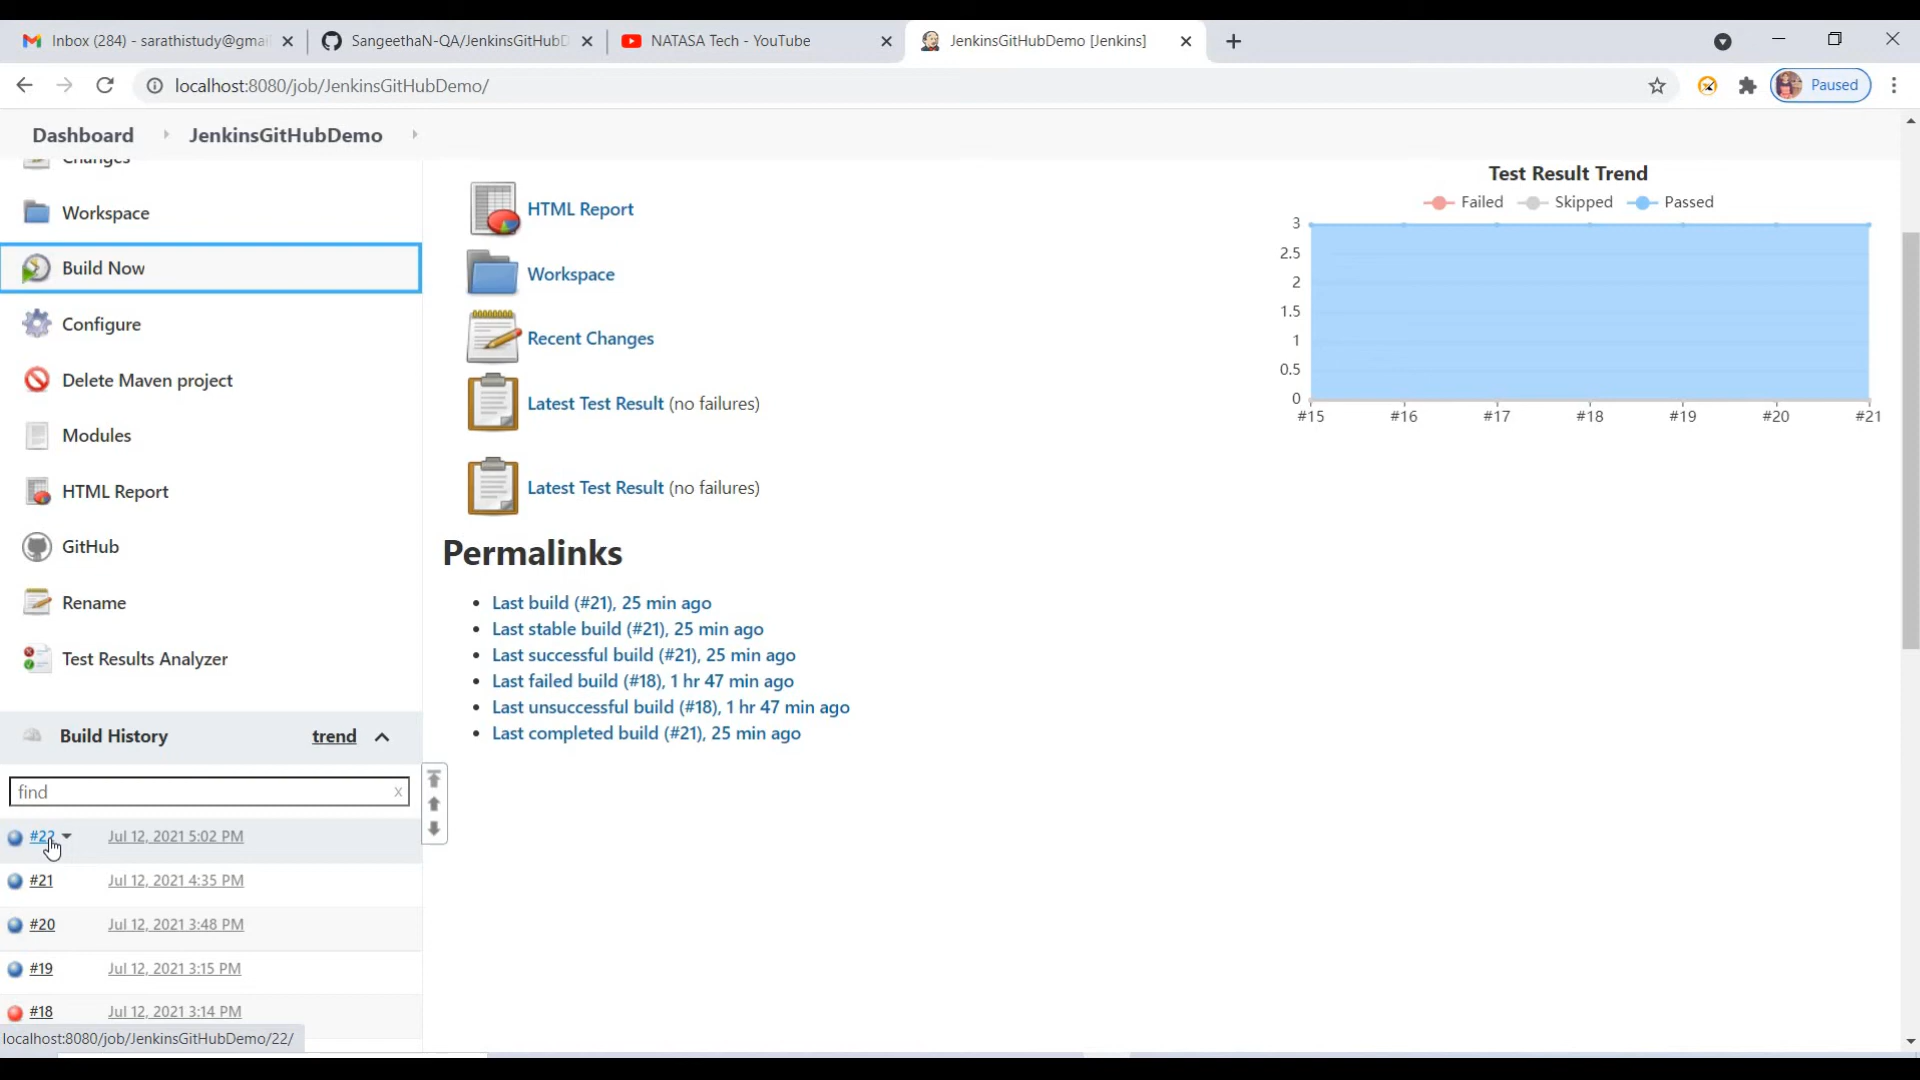 Inbox (284) - sarathistudy@gmai
SangeethaN-QA/JenkinsGitHubD
NATASA Tech - YouTube
JenkinsGitHubDemo [Jenkins]
localhost:8080/job/JenkinsGitHubDemo/
Paused
Dashboard
JenkinsGitHubDemo
Changes
Workspace
Build Now
Configure
Delete Maven project
Modules
HTML Report
GitHub
Rename
Test Results Analyzer
Build History
trend
find
x
#22 Jul 12, 2021 5:02 PM
#21 Jul 12, 2021 4:35 PM
#20 Jul 12, 2021 3:48 PM
#19 Jul 12, 2021 3:15 PM
#18 Jul 12, 2021 3:14 PM
localhost:8080/job/JenkinsGitHubDemo/22/
HTML Report
Workspace
Recent Changes
Latest Test Result (no failures)
Latest Test Result (no failures)
Permalinks
Last build (#21), 25 min ago
Last stable build (#21), 25 min ago
Last successful build (#21), 25 min ago
Last failed build (#18), 1 hr 47 min ago
Last unsuccessful build (#18), 1 hr 47 min ago
Last completed build (#21), 25 min ago
Test Result Trend
Failed Skipped Passed
3
2.5
2
1.5
1
0.5
0
#15 #16 #17 #18 #19 #20 #21